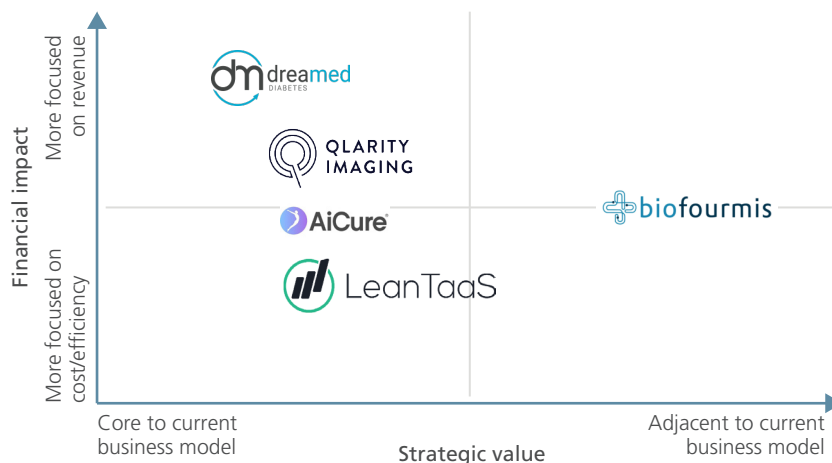 Financial impact
More focused
on revenue
More focused on
cost/efficiency
dm dreamed
DIABETES
QLARITY
IMAGING
AiCure®
LeanTaaS
biofourmis
Core to current
business model
Strategic value
Adjacent to current
business model